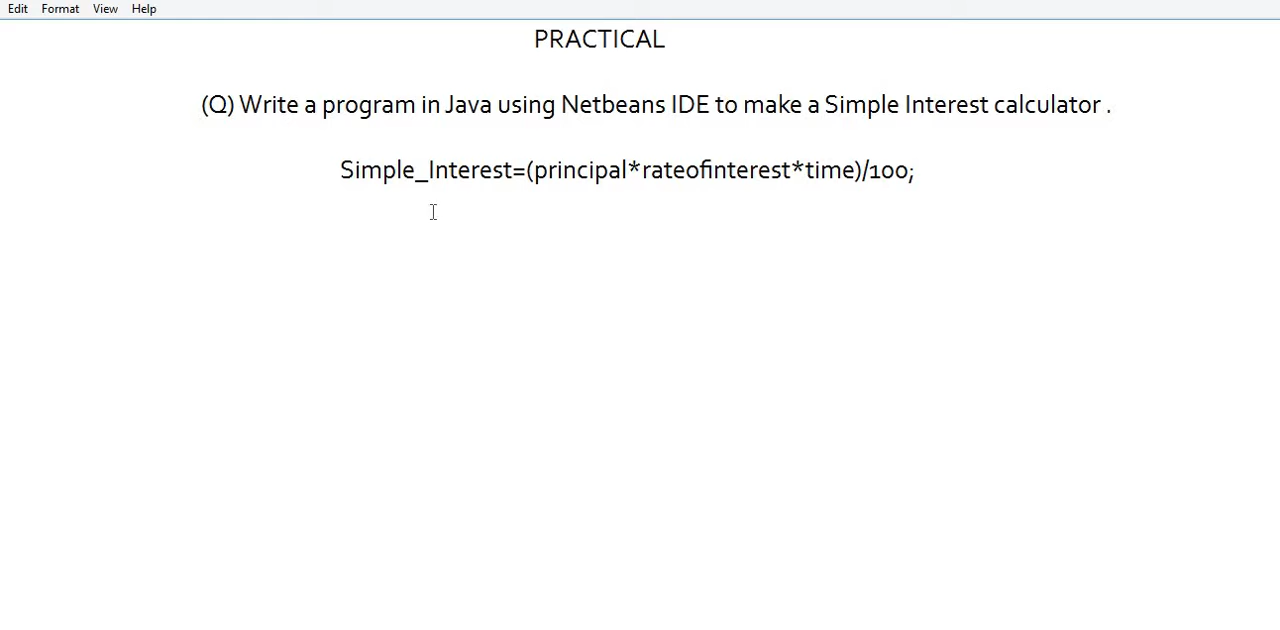 Edit Format View Help
PRACTICAL
(Q) Write a program in Java using Netbeans IDE to make a Simple Interest calculator .
Simple_Interest=(principal*rateofinterest*time)/100;